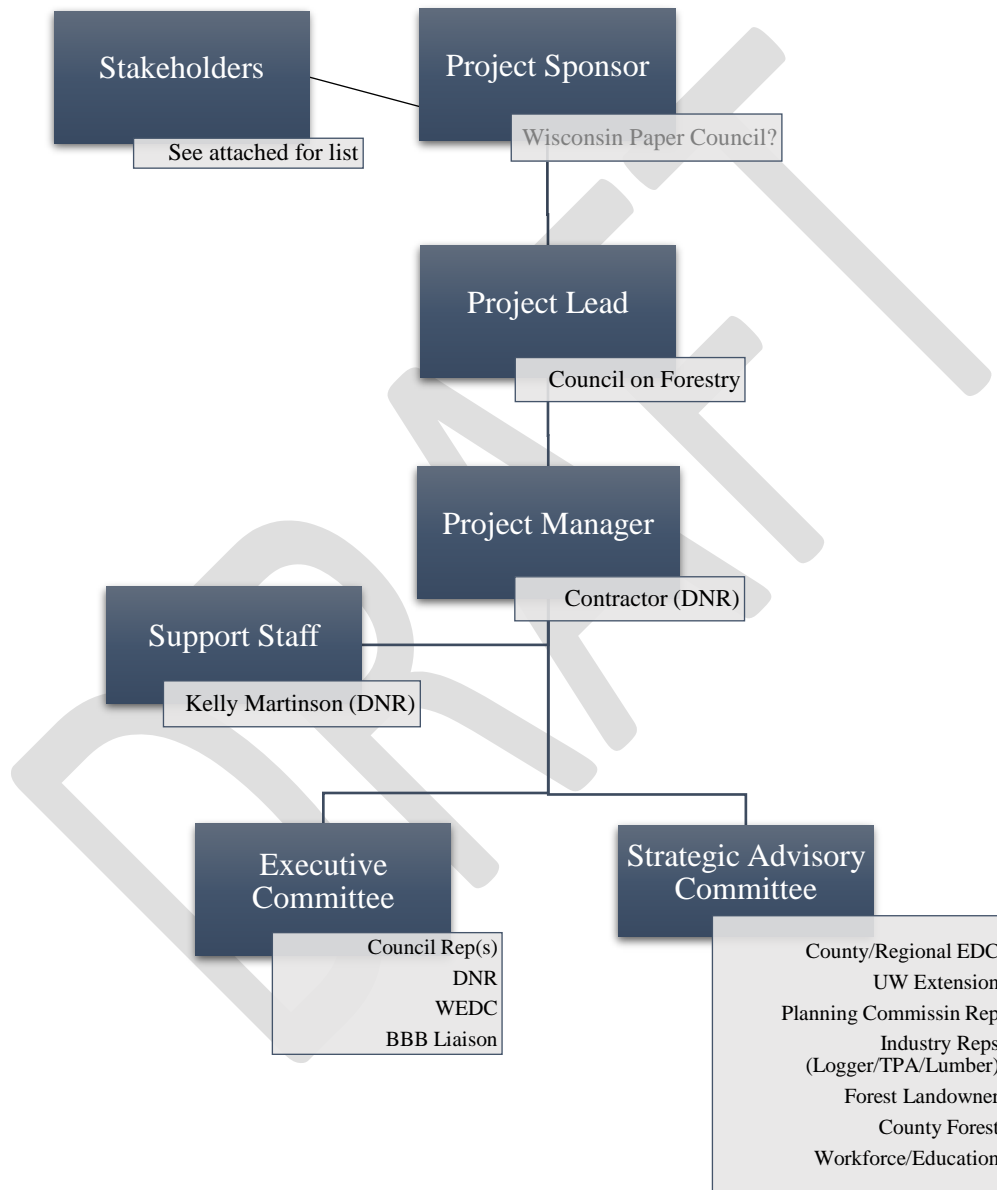 Stakeholders
See attached for list
Project Sponsor
Wisconsin Paper Council?
Project Lead
Council on Forestry
Project Manager
Contractor (DNR)
Support Staff
Kelly Martinson (DNR)
Executive
Committee
Council Rep(s)
DNR
WEDC
BBB Liaison
Strategic Advisory
Committee
County/Regional EDC
UW Extension
Planning Commissin Rep
Industry Reps
(Logger/TPA/Lumber)
Forest Landowner
County Forest
Workforce/Education
DRAFT